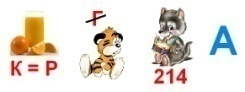 Г
А
К = Р
214